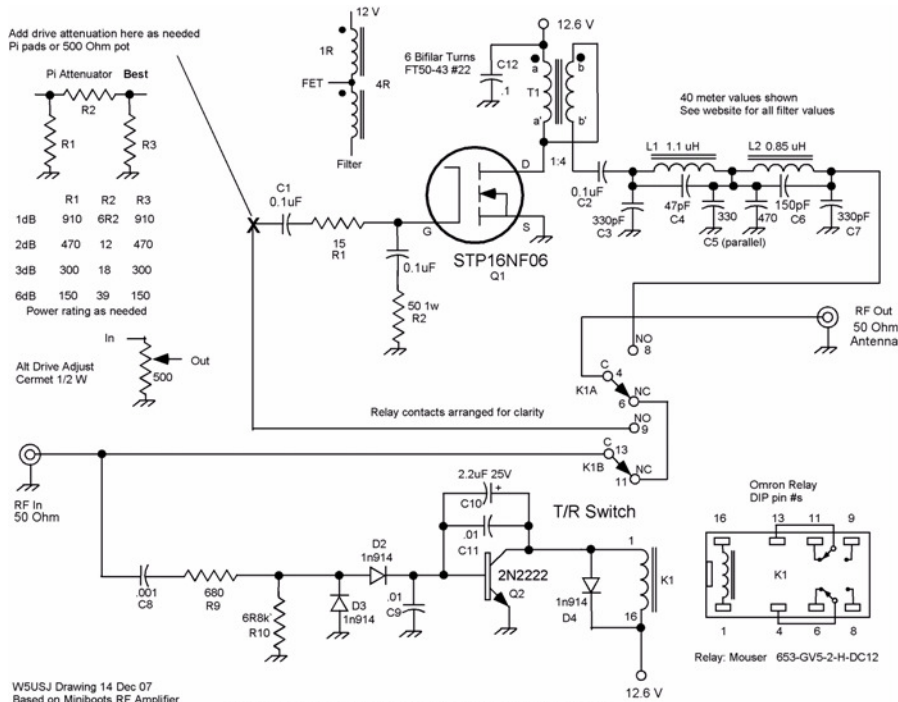 Add drive attenuation here as needed
Pi pads or 500 Ohm pot
Pi Attenuator Best
R2
R1
R3
R1 R2 R3
1dB 910 6R2 910
2dB 470 12 470
3dB 300 18 300
6dB 150 39 150
Power rating as needed
In
Out
500
Alt Drive Adjust
Cermet 1/2 W
12 V
1R
FET
4R
Filter
12.6 V
6 Bifilar Turns
FT50-43 #22
C12
.1
a
b
T1
a'
b'
1:4
40 meter values shown
See website for all filter values
L1 1.1 uH
L2 0.85 uH
0.1uF
C2
330pF
C3
47pF
C4
330
470
C5 (parallel)
150pF
C6
330pF
C7
C1
0.1uF
15
R1
G
D
S
STP16NF06
Q1
0.1uF
50 1w
R2
RF Out
50 Ohm
Antenna
NO
8
C
4
K1A
6
NC
NO
9
Relay contacts arranged for clarity
C
13
K1B
11
NC
RF In
50 Ohm
2.2uF 25V
+
C10
.01
C11
T/R Switch
D2
1n914
.001
C8
680
R9
6R8k'
R10
D3
1n914
.01
C9
2N2222
Q2
1n914
D4
1
K1
16
12.6 V
Omron Relay
DIP pin #s
16 13 11 9
K1
1 4 6 8
Relay: Mouser 653-GV5-2-H-DC12
W5USJ Drawing 14 Dec 07
Based on Miniboots RF Amplifier